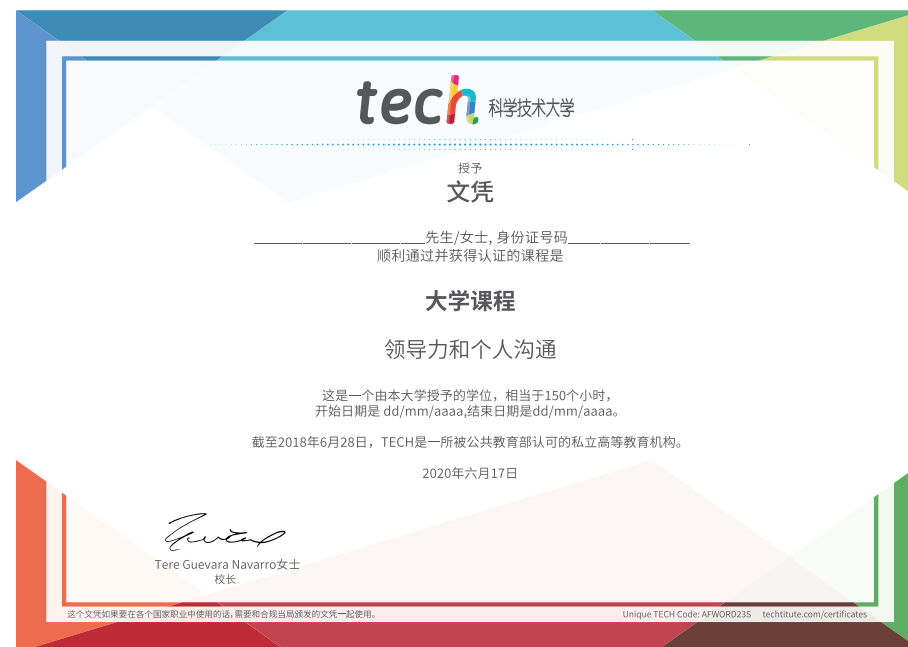 tech 科学技术大学
授予
文凭
______________________先生/女士, 身份证号码_______________
顺利通过并获得认证的课程是
大学课程
领导力和个人沟通
这是一个由本大学授予的学位，相当于150个小时，
开始日期是 dd/mm/aaaa,结束日期是dd/mm/aaaa。
截至2018年6月28日，TECH是一所被公共教育部认可的私立高等教育机构。
2020年六月17日
Tere Guevara Navarro女士
校长
这个文凭如果要在各个国家职业中使用的话,需要和合规当局颁发的文凭一起使用。
Unique TECH Code: AFWORD23S techtitute.com/certificates